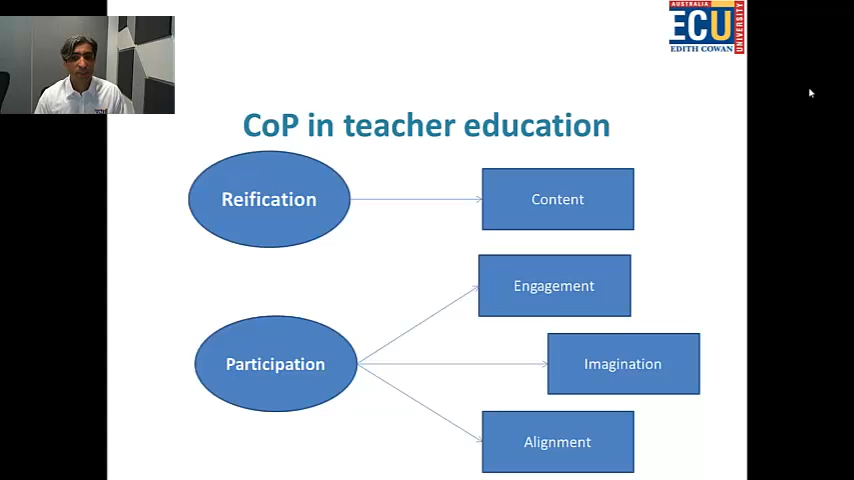 AUSTRALIA
ECU
EDITH COWAN
UNIVERSITY
CoP in teacher education
Reification
Content
Engagement
Participation
Imagination
Alignment